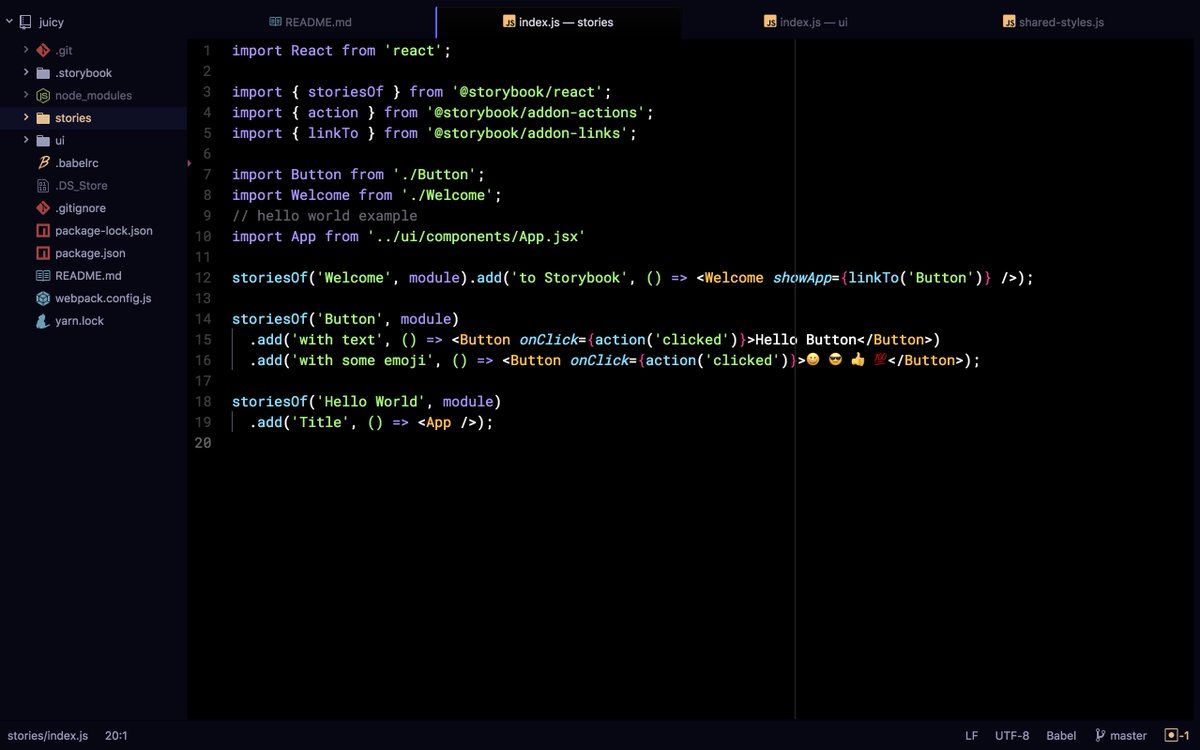 juicy
README.md
index.js — stories
index.js — ui
shared-styles.js
.git
.storybook
node_modules
stories
ui
.babelrc
.DS_Store
.gitignore
package-lock.json
package.json
README.md
webpack.config.js
yarn.lock
1 import React from 'react';
2
3 import { storiesOf } from '@storybook/react';
4 import { action } from '@storybook/addon-actions';
5 import { linkTo } from '@storybook/addon-links';
6
7 import Button from './Button';
8 import Welcome from './Welcome';
9 // hello world example
10 import App from '../ui/components/App.jsx'
11
12 storiesOf('Welcome', module).add('to Storybook', () => <Welcome showApp={linkTo('Button')} />);
13
14 storiesOf('Button', module)
15 .add('with text', () => <Button onClick={action('clicked')}>Hello Button</Button>)
16 .add('with some emoji', () => <Button onClick={action('clicked')}>😀 😎 👍 💯</Button>);
17
18 storiesOf('Hello World', module)
19 .add('Title', () => <App />);
20
stories/index.js 20:1 LF UTF-8 Babel master -1